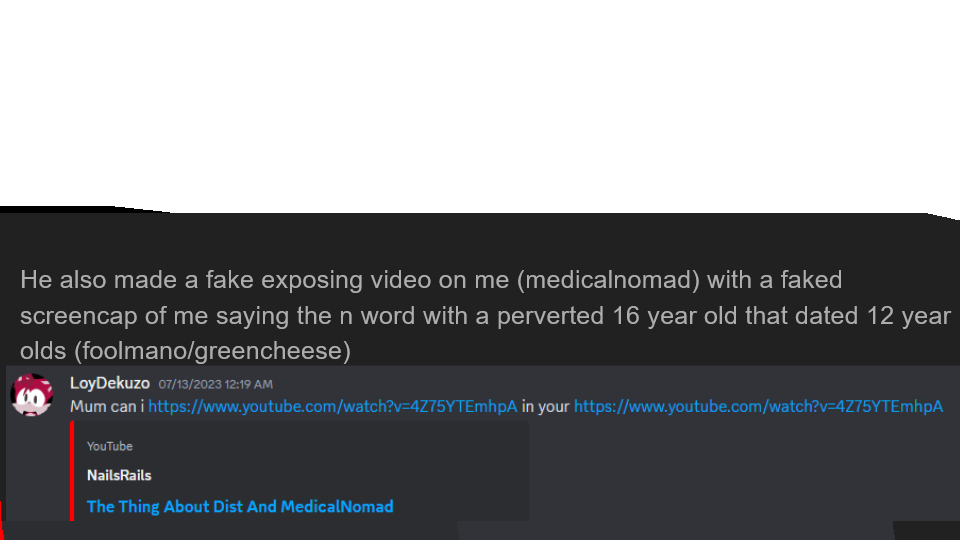 He also made a fake exposing video on me (medicalnomad) with a faked
screencap of me saying the n word with a perverted 16 year old that dated 12 year
olds (foolmano/greencheese)
LoyDekuzo 07/13/2023 12:19 AM
Mum can i https://www.youtube.com/watch?v=4Z75YTEmhpA in your https://www.youtube.com/watch?v=4Z75YTEmhpA
YouTube
NailsRails
The Thing About Dist And MedicalNomad